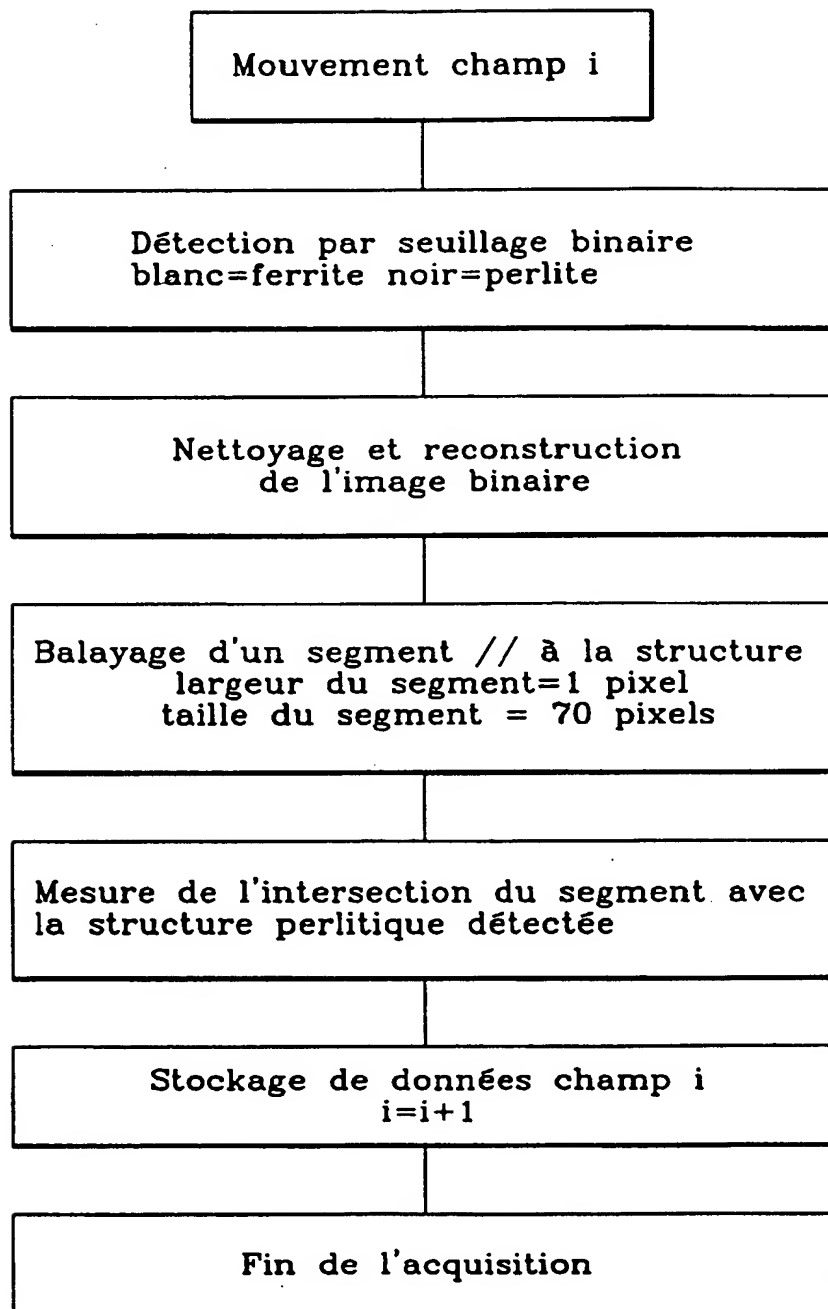 Mouvement champ i
Détection par seuillage binaire
blanc=ferrite noir=perlite
Nettoyage et reconstruction
de l'image binaire
Balayage d'un segment // à la structure
largeur du segment=1 pixel
taille du segment = 70 pixels
Mesure de l'intersection du segment avec
la structure perlitique détectée
Stockage de données champ i
i=i+1
Fin de l'acquisition